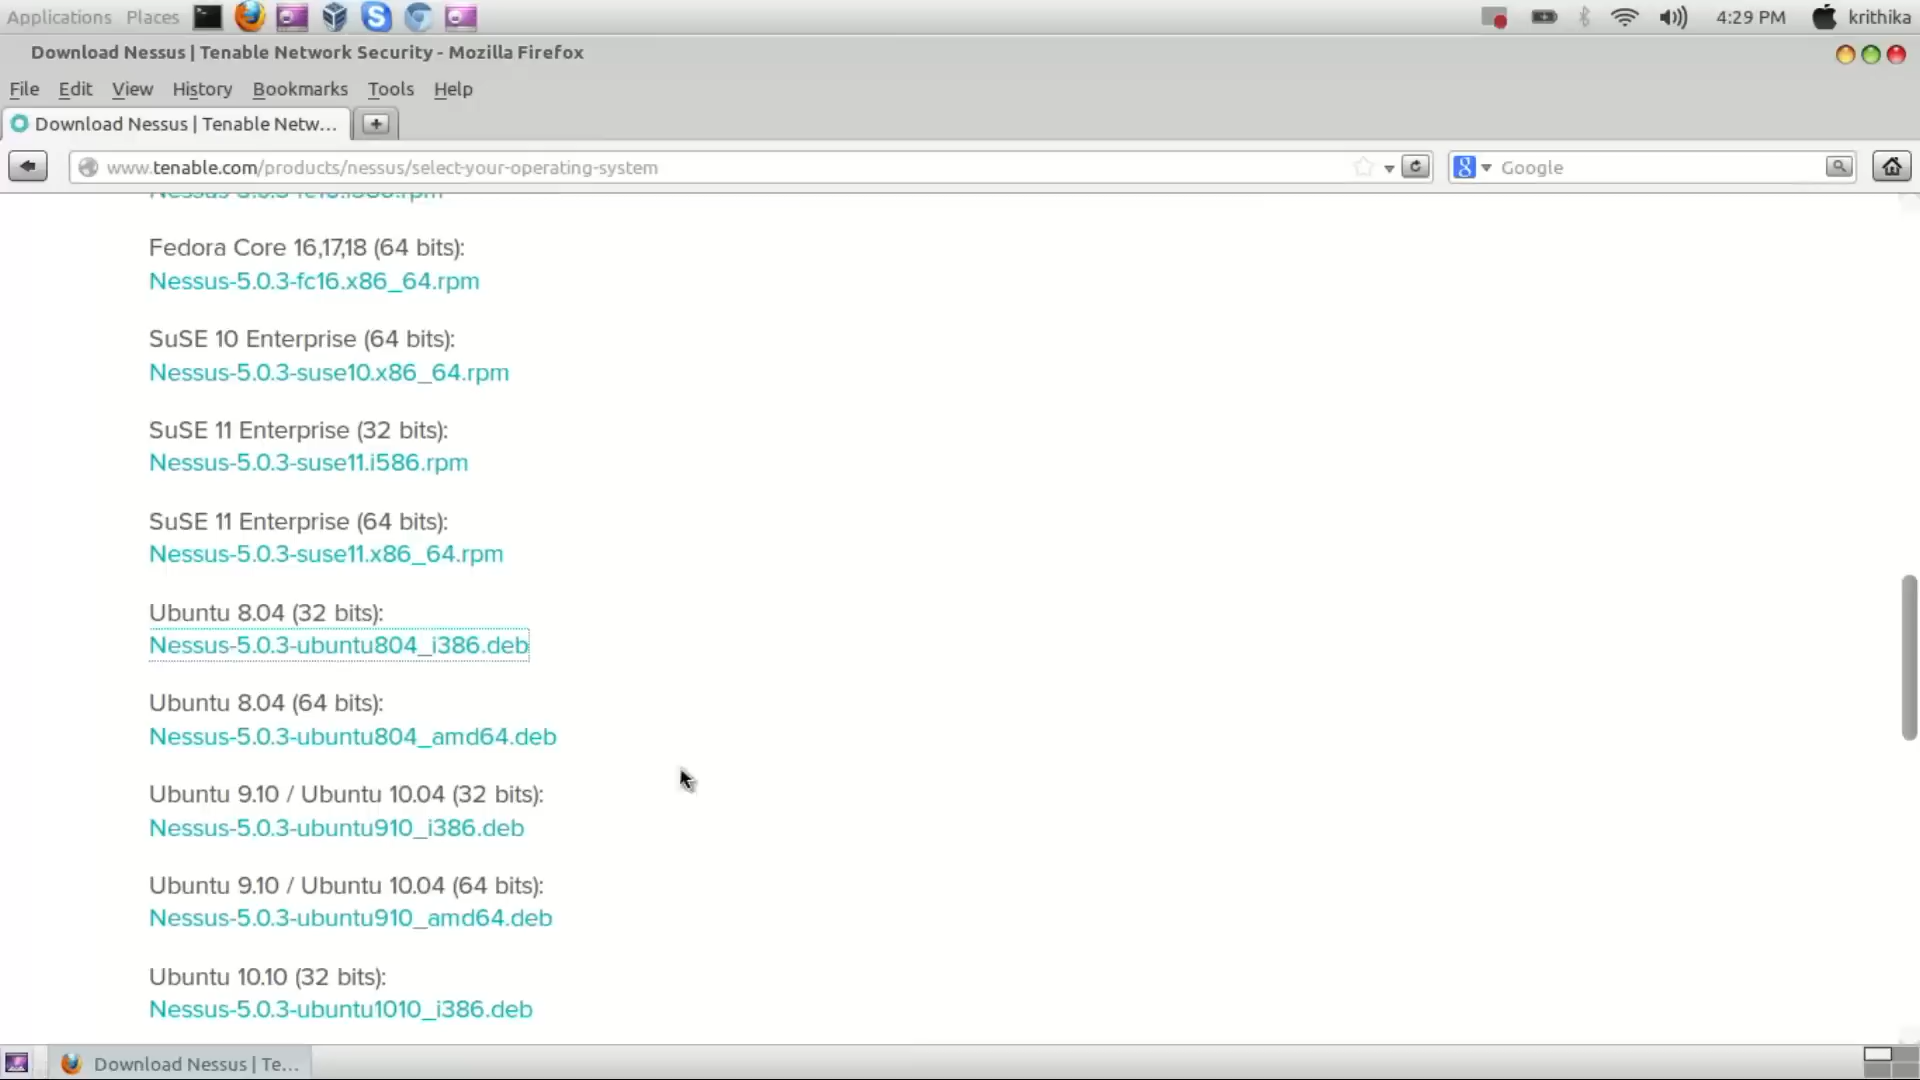 Applications Places 4:29 PM krithika
Download Nessus | Tenable Network Security - Mozilla Firefox
File Edit View History Bookmarks Tools Help
Download Nessus | Tenable Netw...
www.tenable.com/products/nessus/select-your-operating-system Google
Fedora Core 16,17,18 (64 bits):
Nessus-5.0.3-fc16.x86_64.rpm
SuSE 10 Enterprise (64 bits):
Nessus-5.0.3-suse10.x86_64.rpm
SuSE 11 Enterprise (32 bits):
Nessus-5.0.3-suse11.i586.rpm
SuSE 11 Enterprise (64 bits):
Nessus-5.0.3-suse11.x86_64.rpm
Ubuntu 8.04 (32 bits):
Nessus-5.0.3-ubuntu804_i386.deb
Ubuntu 8.04 (64 bits):
Nessus-5.0.3-ubuntu804_amd64.deb
Ubuntu 9.10 / Ubuntu 10.04 (32 bits):
Nessus-5.0.3-ubuntu910_i386.deb
Ubuntu 9.10 / Ubuntu 10.04 (64 bits):
Nessus-5.0.3-ubuntu910_amd64.deb
Ubuntu 10.10 (32 bits):
Nessus-5.0.3-ubuntu1010_i386.deb
Download Nessus | Te...